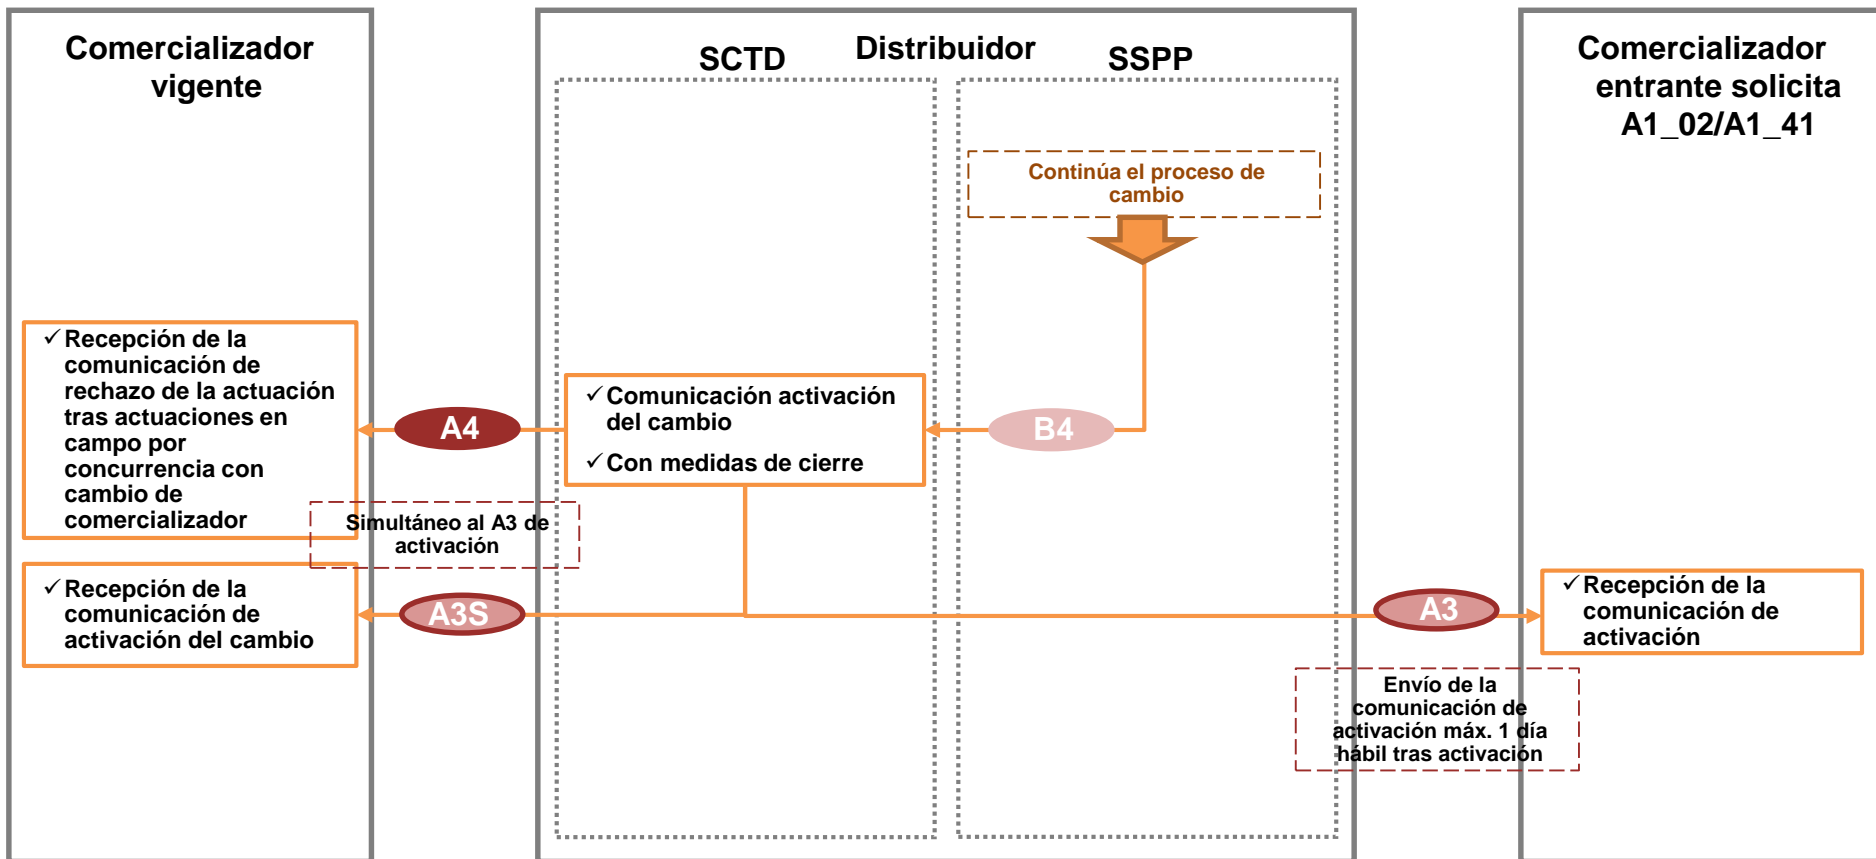 Comercializador
vigente
Distribuidor
SCTD
SSPP
Comercializador
entrante solicita
A1_02/A1_41
Continúa el proceso de
cambio
✓Recepción de la
comunicación de
rechazo de la actuación
tras actuaciones en
campo por
concurrencia con
cambio de
comercializador
A4
✓Comunicación activación
del cambio
✓Con medidas de cierre
B4
Simultáneo al A3 de
activación
✓Recepción de la
comunicación de
activación del cambio
A3S
A3
✓Recepción de la
comunicación de
activación
Envío de la
comunicación de
activación máx. 1 día
hábil tras activación